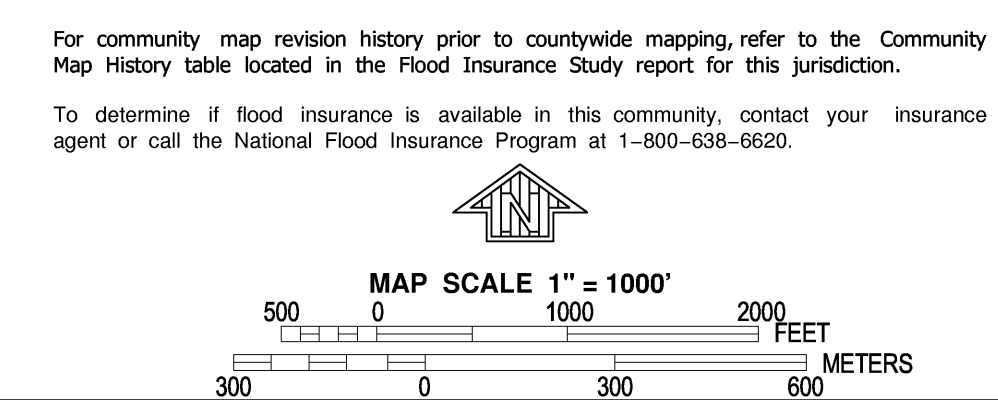 For community map revision history prior to countywide mapping, refer to the Community
Map History table located in the Flood Insurance Study report for this jurisdiction.
To determine if flood insurance is available in this community, contact your insurance
agent or call the National Flood Insurance Program at 1-800-638-6620.
N
MAP SCALE 1" = 1000'
500 0 1000 2000
FEET
METERS
300 0 300 600